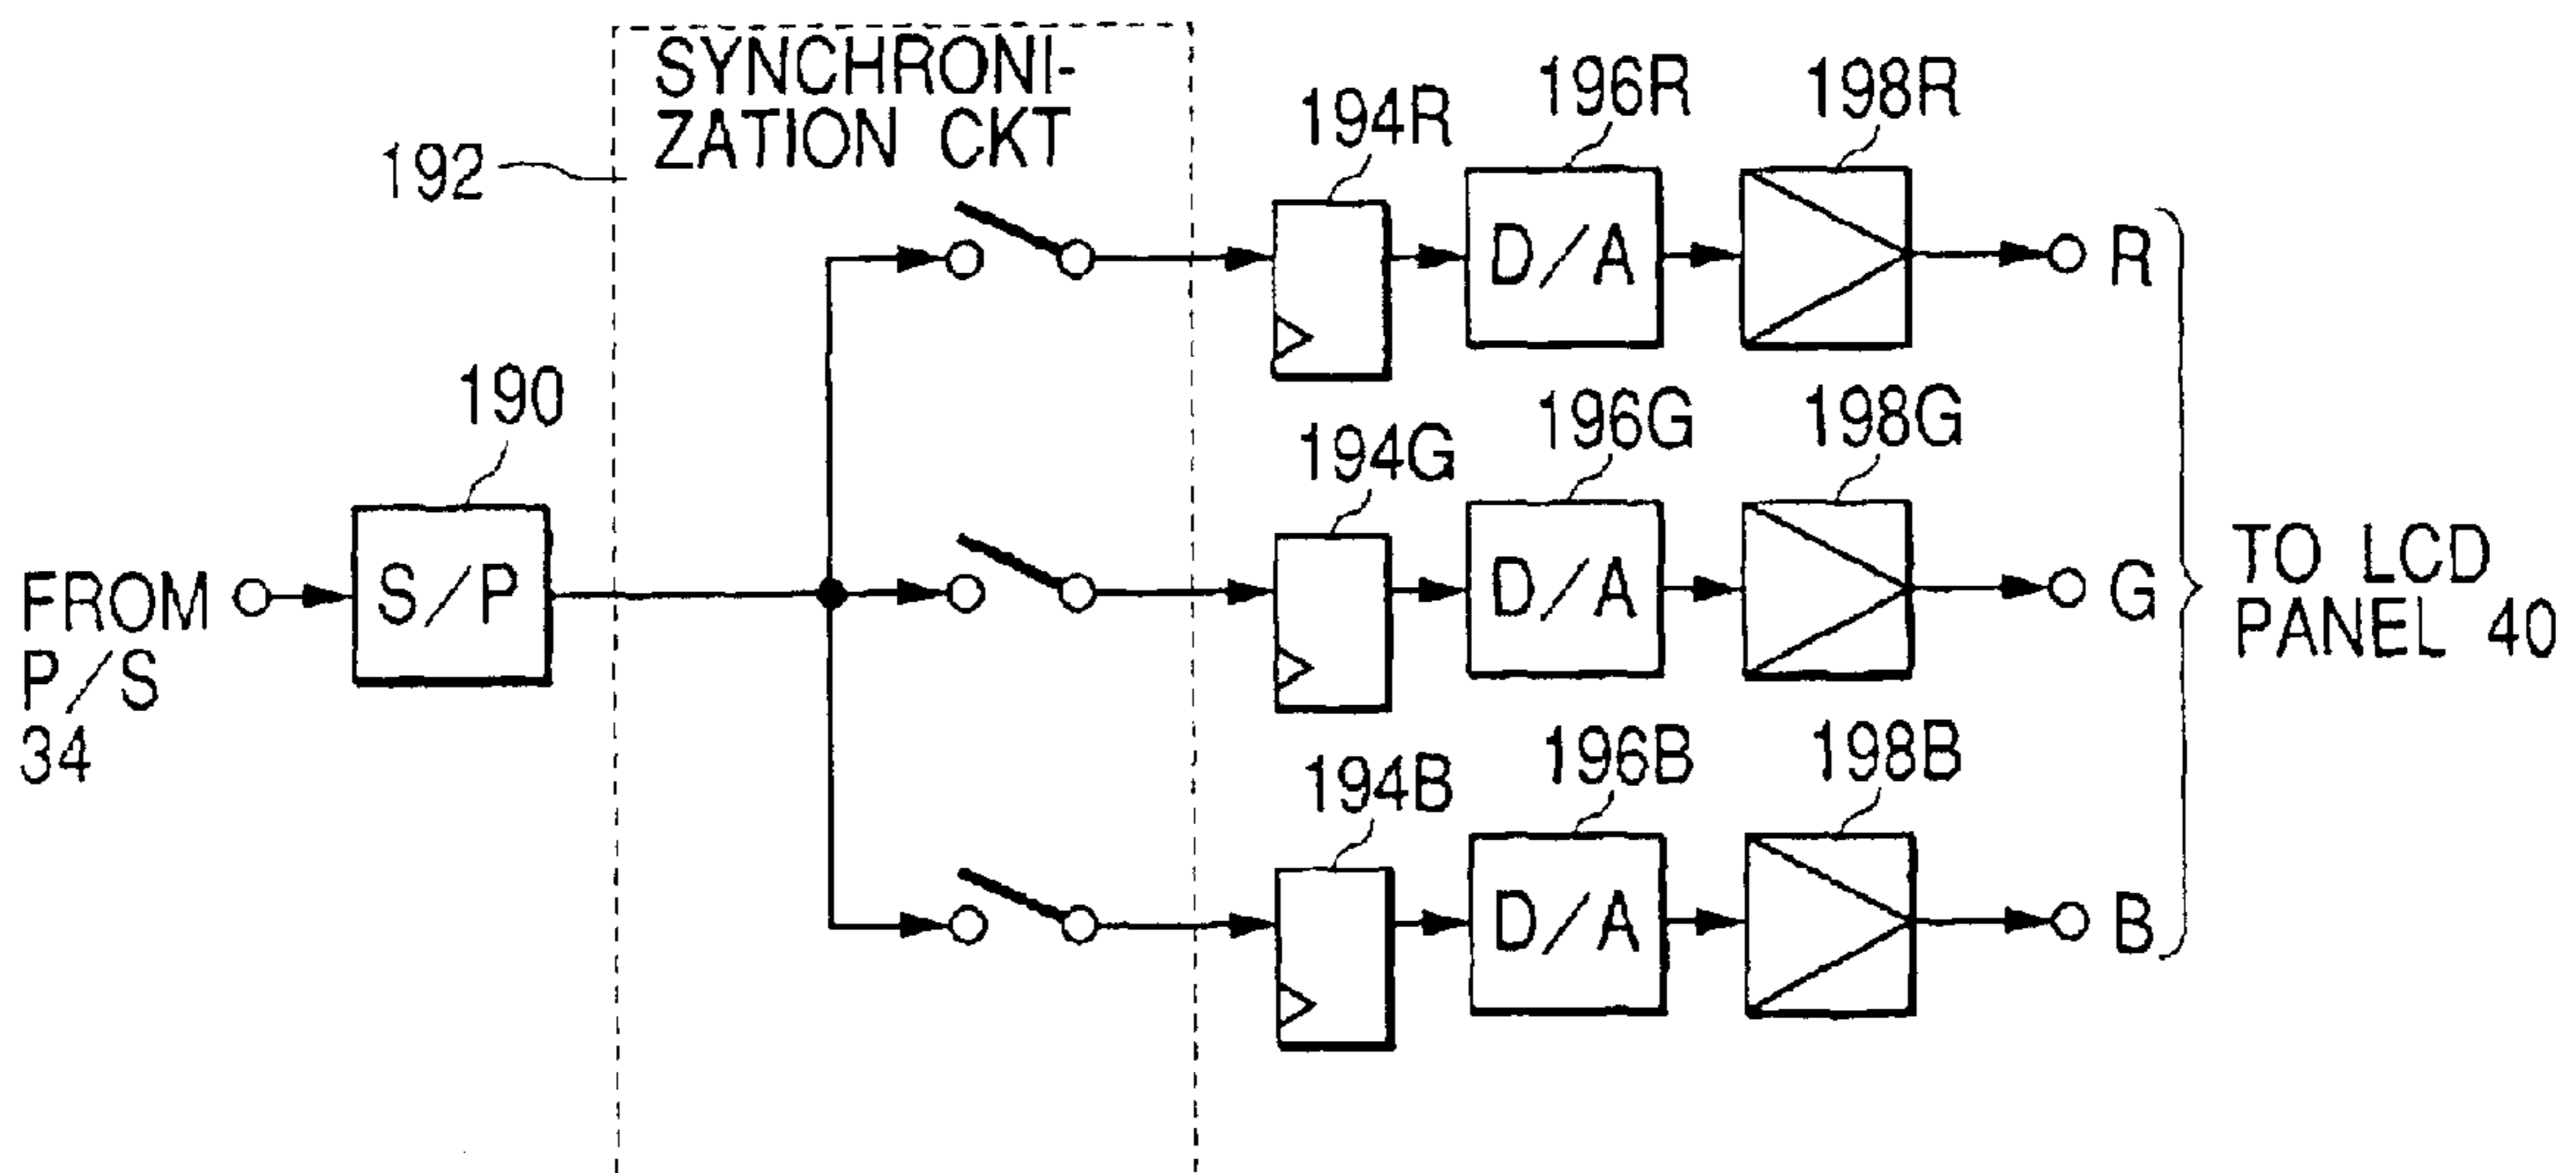 SYNCHRONI-
ZATION CKT
192
194R
196R
198R
R
190
FROM
P/S
34
S/P
D/A
194G
196G
198G
D/A
G
TO LCD
PANEL 40
194B
196B
198B
D/A
B